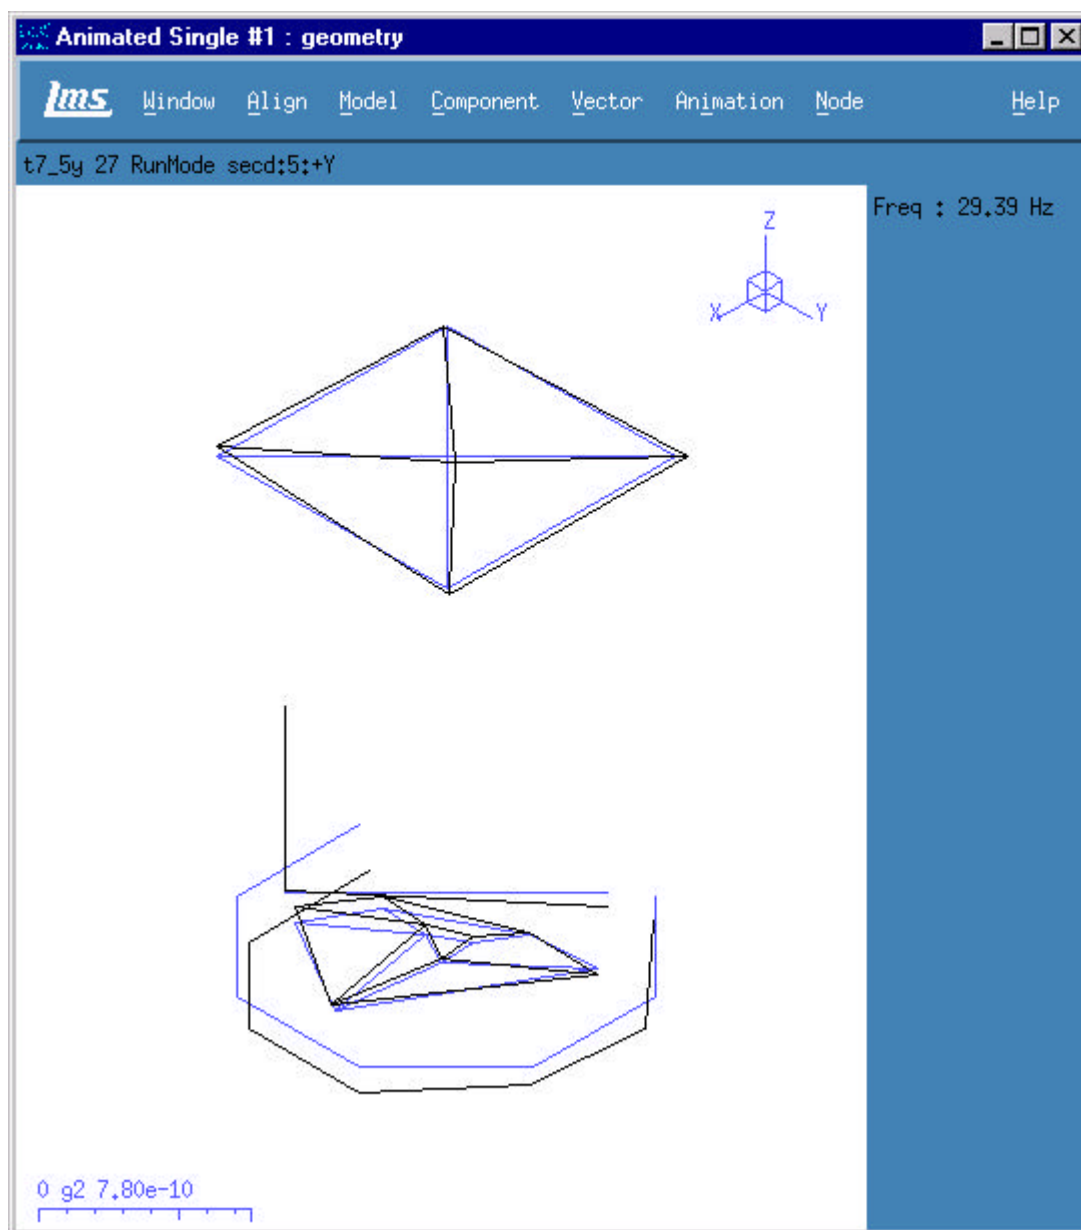 Animated Single #1 : geometry
lms Window Align Model Component Vector Animation Node Help
t7_5y 27 RunMode secd:5:+Y
Freq : 29.39 Hz
Z
X Y
0 g2 7.80e-10